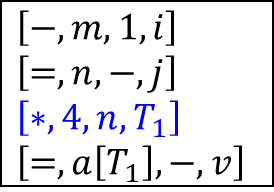 [−, m, 1, i]
[=, n, −, j]
[∗, 4, n, T₁]
[=, a[T₁], −, v]